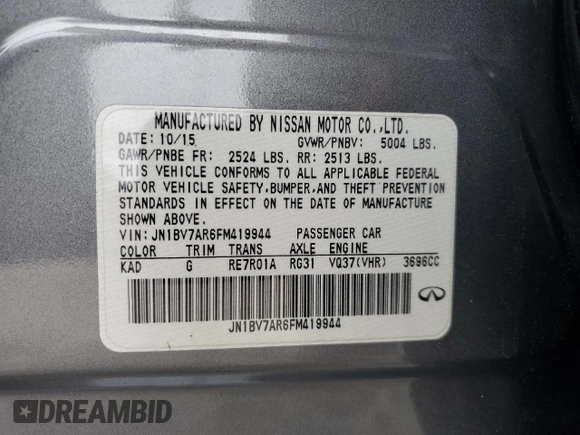 MANUFACTURED BY NISSAN MOTOR CO.,LTD.
DATE: 10/15 GVWR/PNBV: 5004 LBS.
GAWR/PNBE FR: 2524 LBS. RR: 2513 LBS.
THIS VEHICLE CONFORMS TO ALL APPLICABLE FEDERAL
MOTOR VEHICLE SAFETY,BUMPER,AND THEFT PREVENTION
STANDARDS IN EFFECT ON THE DATE OF MANUFACTURE
SHOWN ABOVE.
VIN: JN1BV7AR6FM419944 PASSENGER CAR
COLOR TRIM TRANS AXLE ENGINE
KAD G RE7R01A RG31 VQ37(VHR) 3696CC
JN1BV7AR6FM419944
DREAMBID